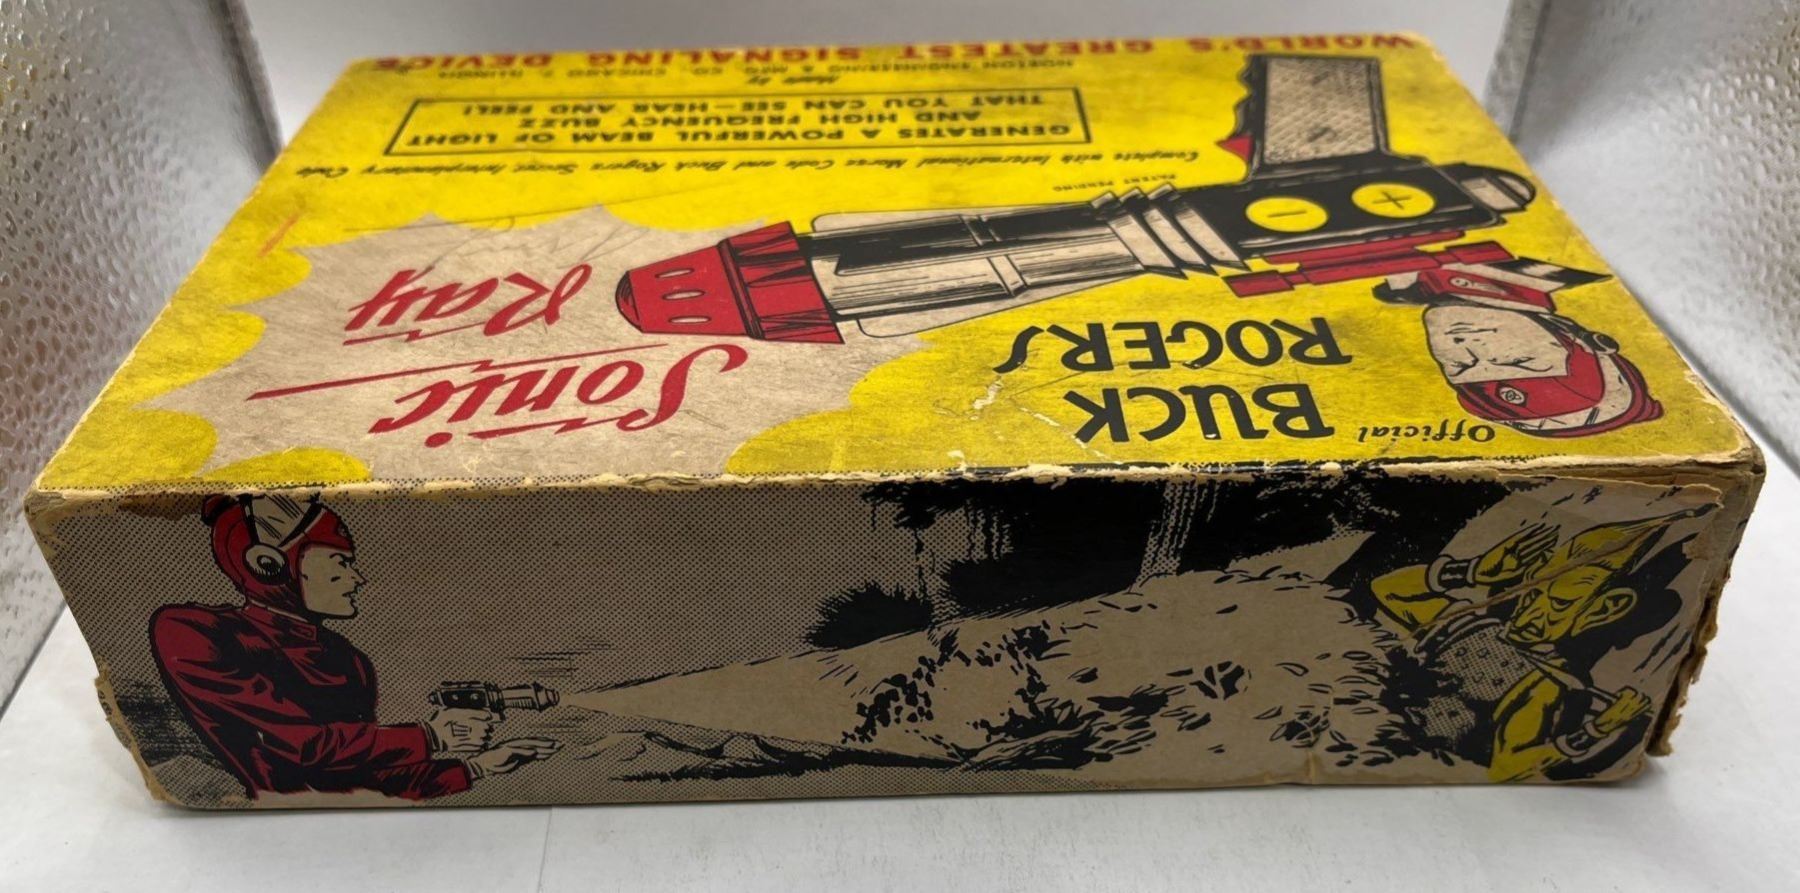 Official
BUCK
ROGERS
Sonic
Ray
PATENT PENDING
Complete with International Morse Code and Buck Rogers Secret Interplanetary Code
GENERATES A POWERFUL BEAM OF LIGHT
AND HIGH FREQUENCY BUZZ
THAT YOU CAN SEE—HEAR AND FEEL!
Made by
NORTON ENGINEERING & MFG. CO. CHICAGO 7, ILLINOIS
WORLD'S GREATEST SIGNALING DEVICE
+
−